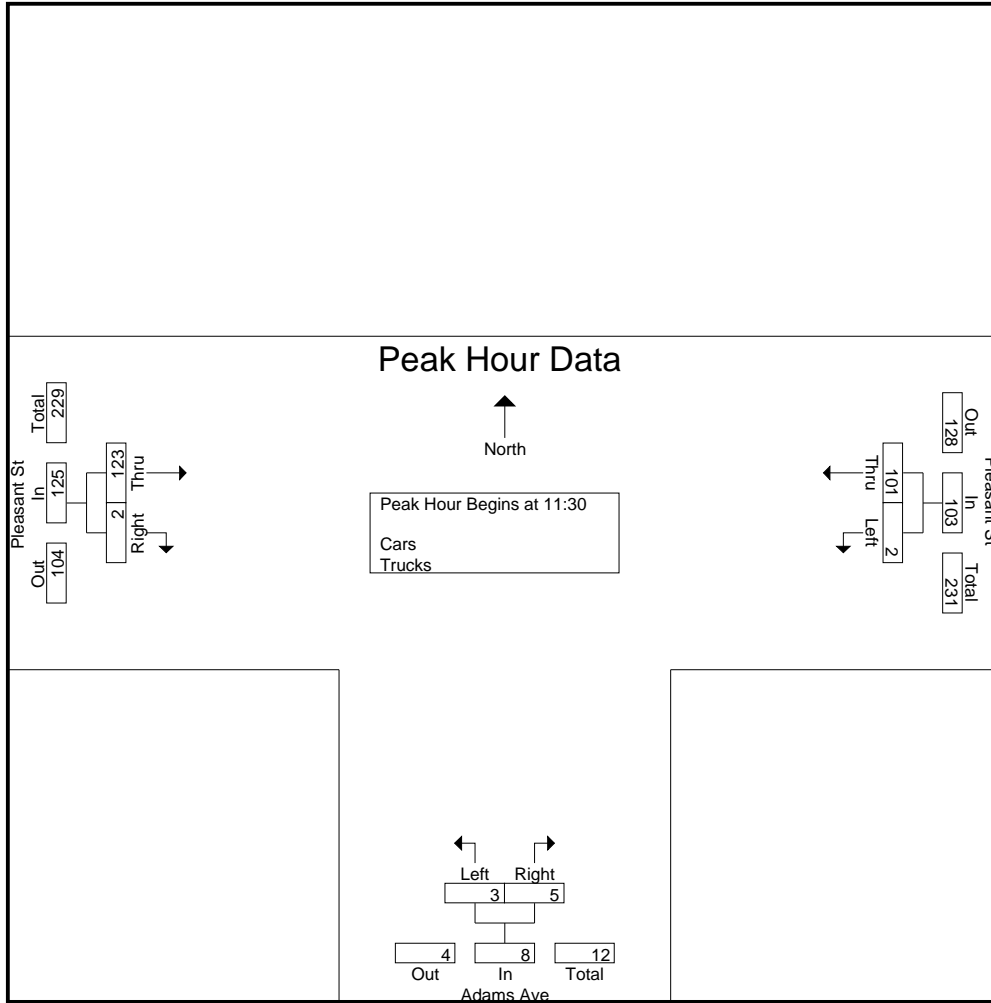 Peak Hour Data
North
Peak Hour Begins at 11:30
Cars
Trucks
Pleasant St
Total
229
In
125
Out
104
123
Thru
2
Right
Out
128
In
103
Total
231
Pleasant St
101
Thru
2
Left
Left Right
3 5
4 8 12
Out In Total
Adams Ave